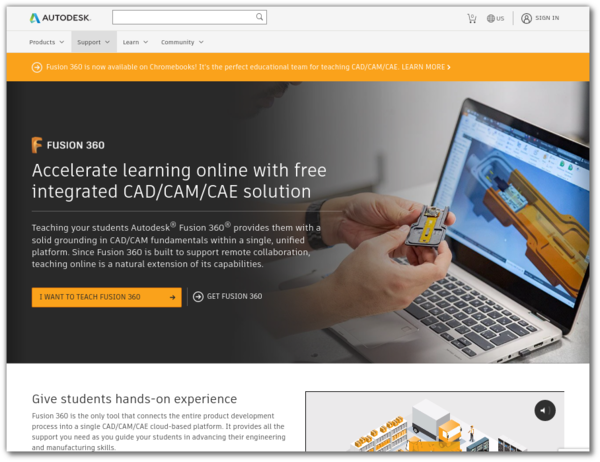 AUTODESK.
0
US
SIGN IN
Products
Support
Learn
Community
Fusion 360 is now available on Chromebooks! It's the perfect educational team for teaching CAD/CAM/CAE. LEARN MORE
F FUSION 360
Accelerate learning online with free
integrated CAD/CAM/CAE solution
Teaching your students Autodesk® Fusion 360® provides them with a
solid grounding in CAD/CAM fundamentals within a single, unified
platform. Since Fusion 360 is built to support remote collaboration,
teaching online is a natural extension of its capabilities.
I WANT TO TEACH FUSION 360
GET FUSION 360
Give students hands-on experience
Fusion 360 is the only tool that connects the entire product development
process into a single CAD/CAM/CAE cloud-based platform. It provides all the
support you need as you guide your students in advancing their engineering
and manufacturing skills.